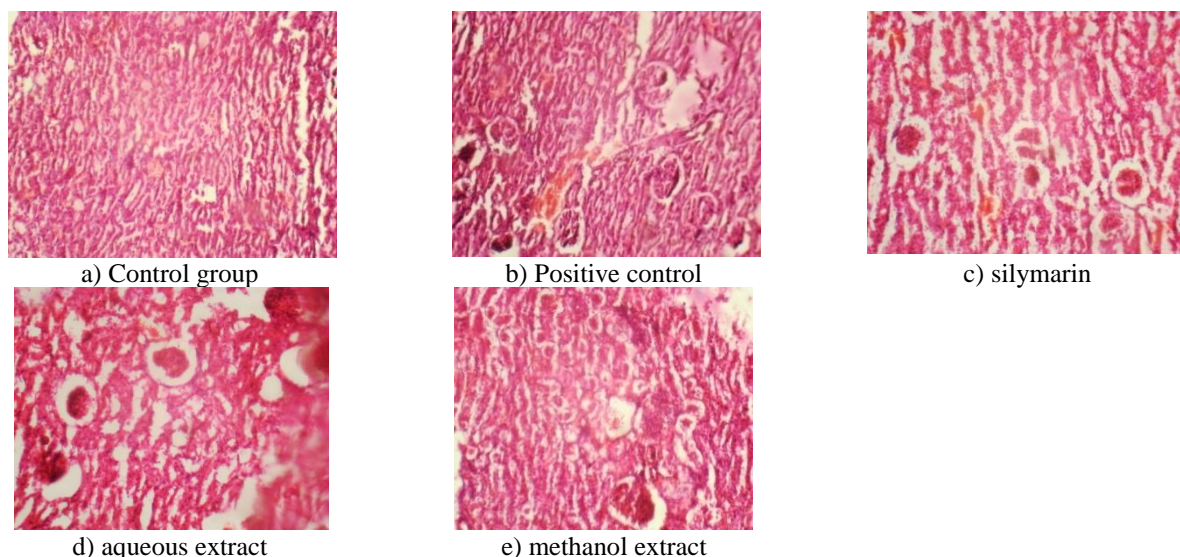 a) Control group
b) Positive control
c) silymarin
d) aqueous extract
e) methanol extract